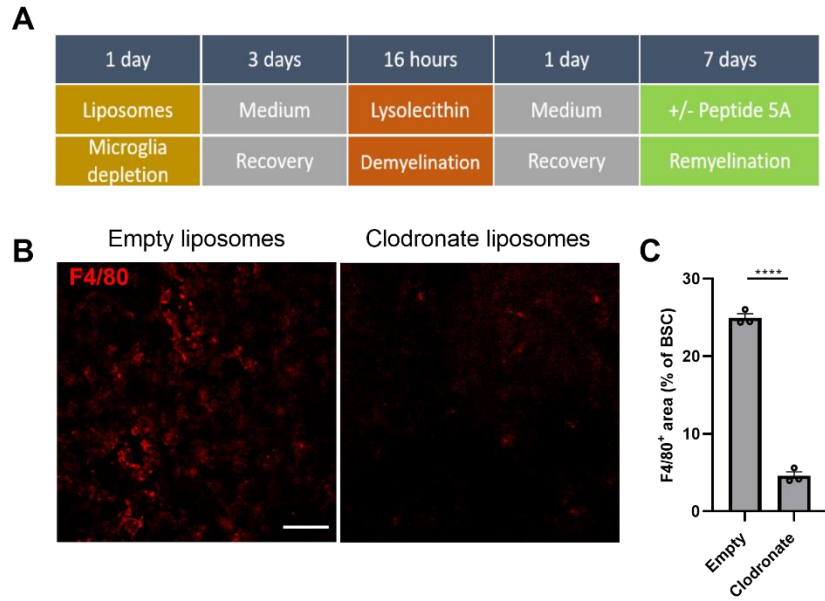 A
1 day 3 days 16 hours 1 day 7 days
Liposomes Medium Lysolecithin Medium +/- Peptide 5A
Microglia depletion Recovery Demyelination Recovery Remyelination
B
Empty liposomes Clodronate liposomes
F4/80
C
****
F4/80+ area (% of BSC)
30
20
10
0
Empty
Clodronate